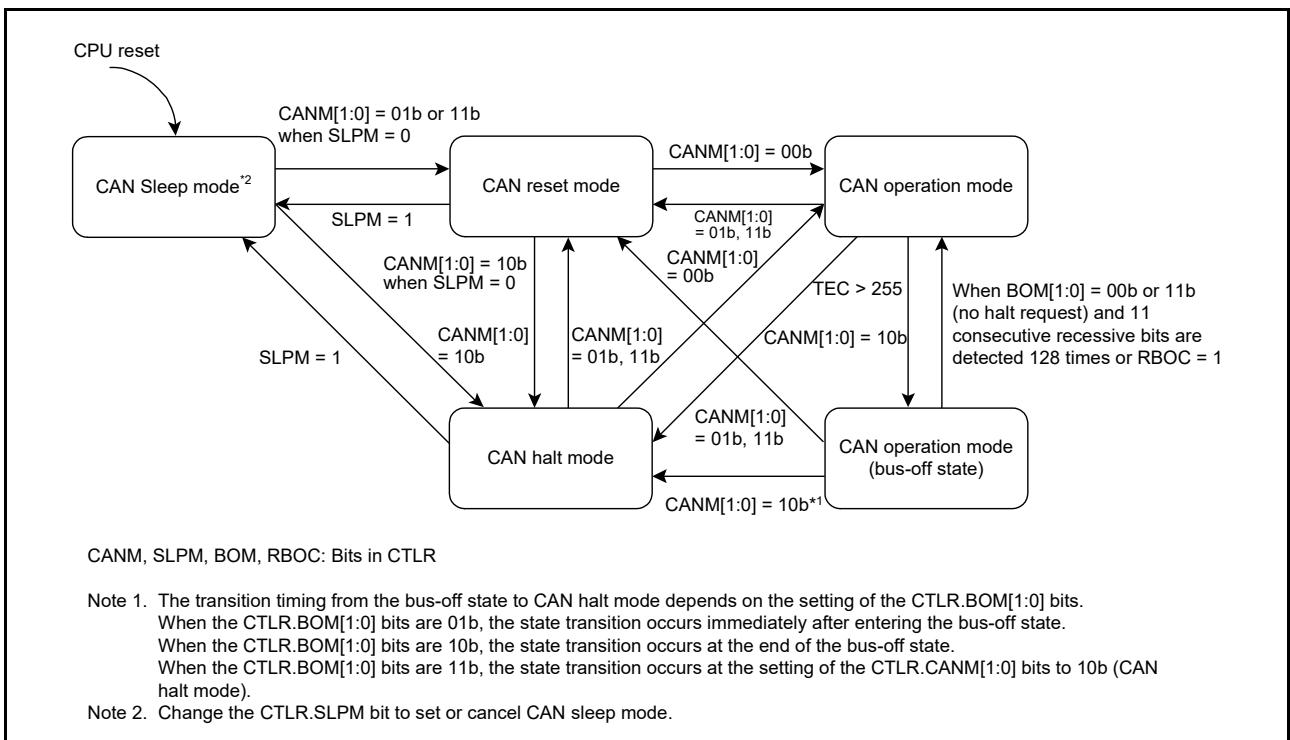 CPU reset
CANM[1:0] = 01b or 11b
when SLPM = 0
CAN Sleep mode*2
CAN reset mode
CANM[1:0] = 00b
CAN operation mode
SLPM = 1
CANM[1:0]
= 01b, 11b
CANM[1:0] = 10b
when SLPM = 0
CANM[1:0]
= 00b
TEC > 255
When BOM[1:0] = 00b or 11b
(no halt request) and 11
consecutive recessive bits are
detected 128 times or RBOC = 1
SLPM = 1
CANM[1:0]
= 10b
CANM[1:0]
= 01b, 11b
CANM[1:0] = 10b
CAN halt mode
CANM[1:0]
= 01b, 11b
CAN operation mode
(bus-off state)
CANM[1:0] = 10b*1
CANM, SLPM, BOM, RBOC: Bits in CTLR
Note 1. The transition timing from the bus-off state to CAN halt mode depends on the setting of the CTLR.BOM[1:0] bits.
When the CTLR.BOM[1:0] bits are 01b, the state transition occurs immediately after entering the bus-off state.
When the CTLR.BOM[1:0] bits are 10b, the state transition occurs at the end of the bus-off state.
When the CTLR.BOM[1:0] bits are 11b, the state transition occurs at the setting of the CTLR.CANM[1:0] bits to 10b (CAN
halt mode).
Note 2. Change the CTLR.SLPM bit to set or cancel CAN sleep mode.